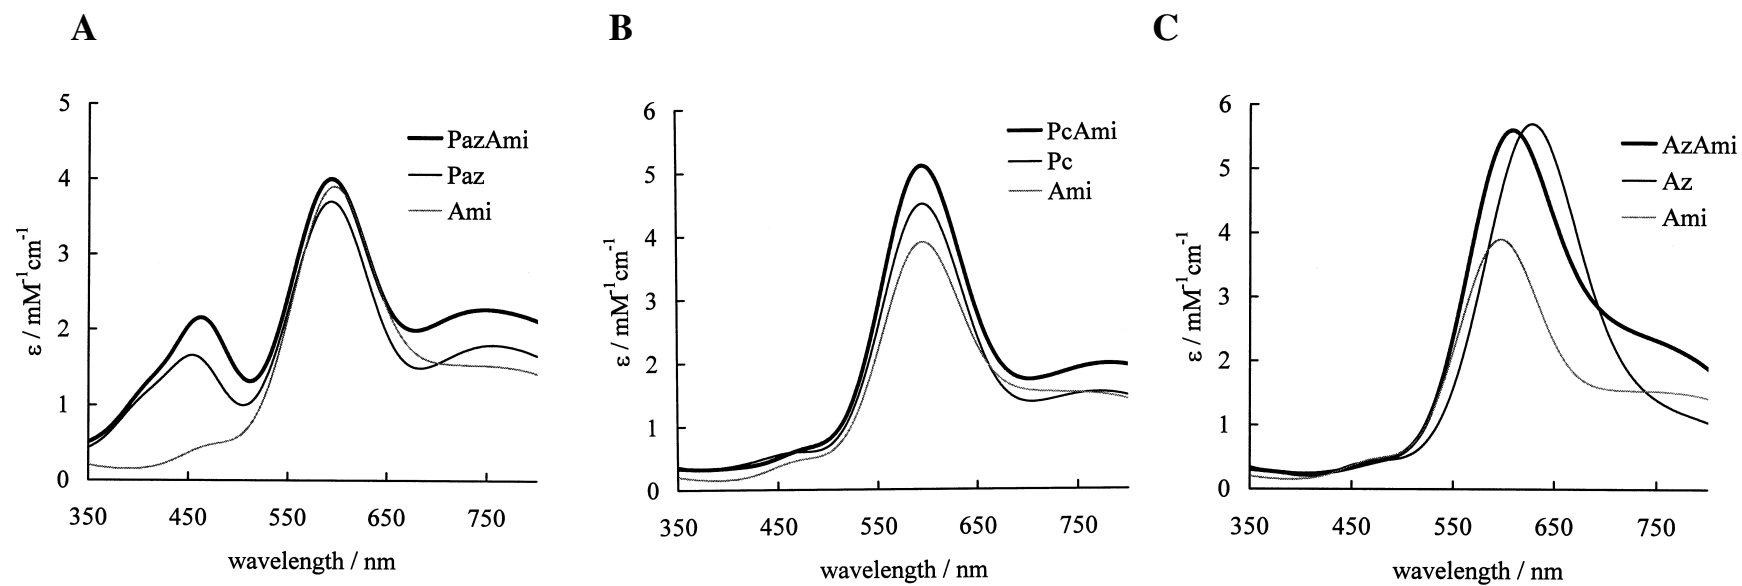 A
5
4
3
2
1
0
ε / mM⁻¹cm⁻¹
PazAmi
Paz
Ami
350 450 550 650 750
wavelength / nm
B
6
5
4
3
2
1
0
ε / mM⁻¹cm⁻¹
PcAmi
Pc
Ami
350 450 550 650 750
wavelength / nm
C
6
5
4
3
2
1
0
ε / mM⁻¹cm⁻¹
AzAmi
Az
Ami
350 450 550 650 750
wavelength / nm